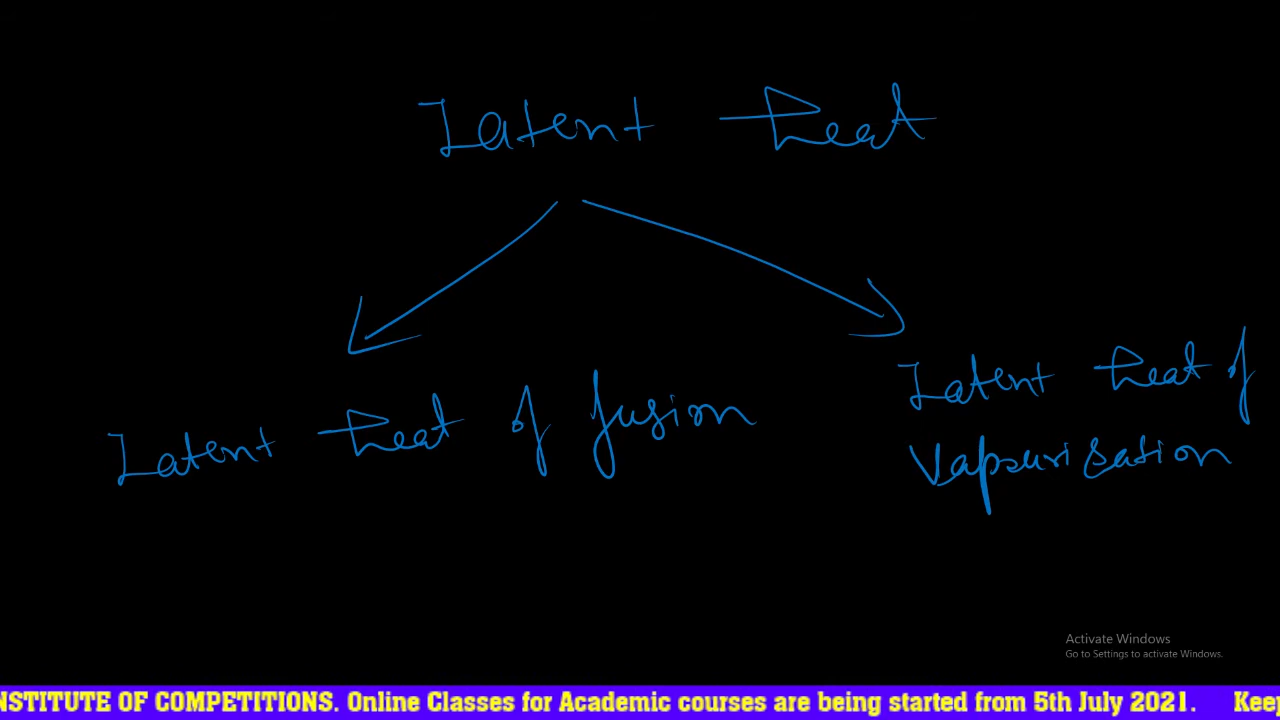 Latent Heat
Latent Heat of fusion
Latent Heat of
Vapourisation
Activate Windows
Go to Settings to activate Windows.
NSTITUTE OF COMPETITIONS. Online Classes for Academic courses are being started from 5th July 2021. Keep